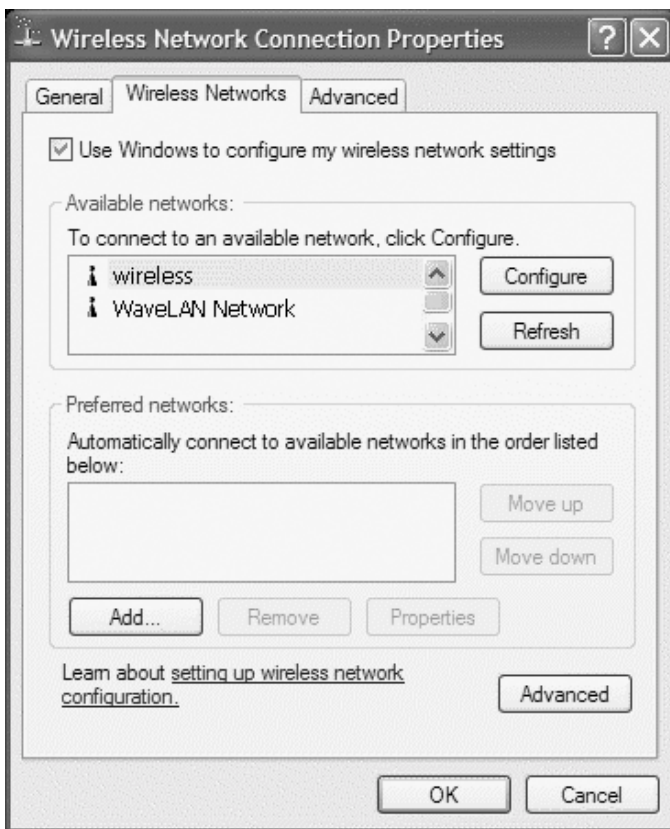 Wireless Network Connection Properties
General Wireless Networks Advanced
Use Windows to configure my wireless network settings
Available networks:
To connect to an available network, click Configure.
wireless
WaveLAN Network
Configure
Refresh
Preferred networks:
Automatically connect to available networks in the order listed
below:
Move up
Move down
Add... Remove Properties
Learn about setting up wireless network
configuration.
Advanced
OK Cancel